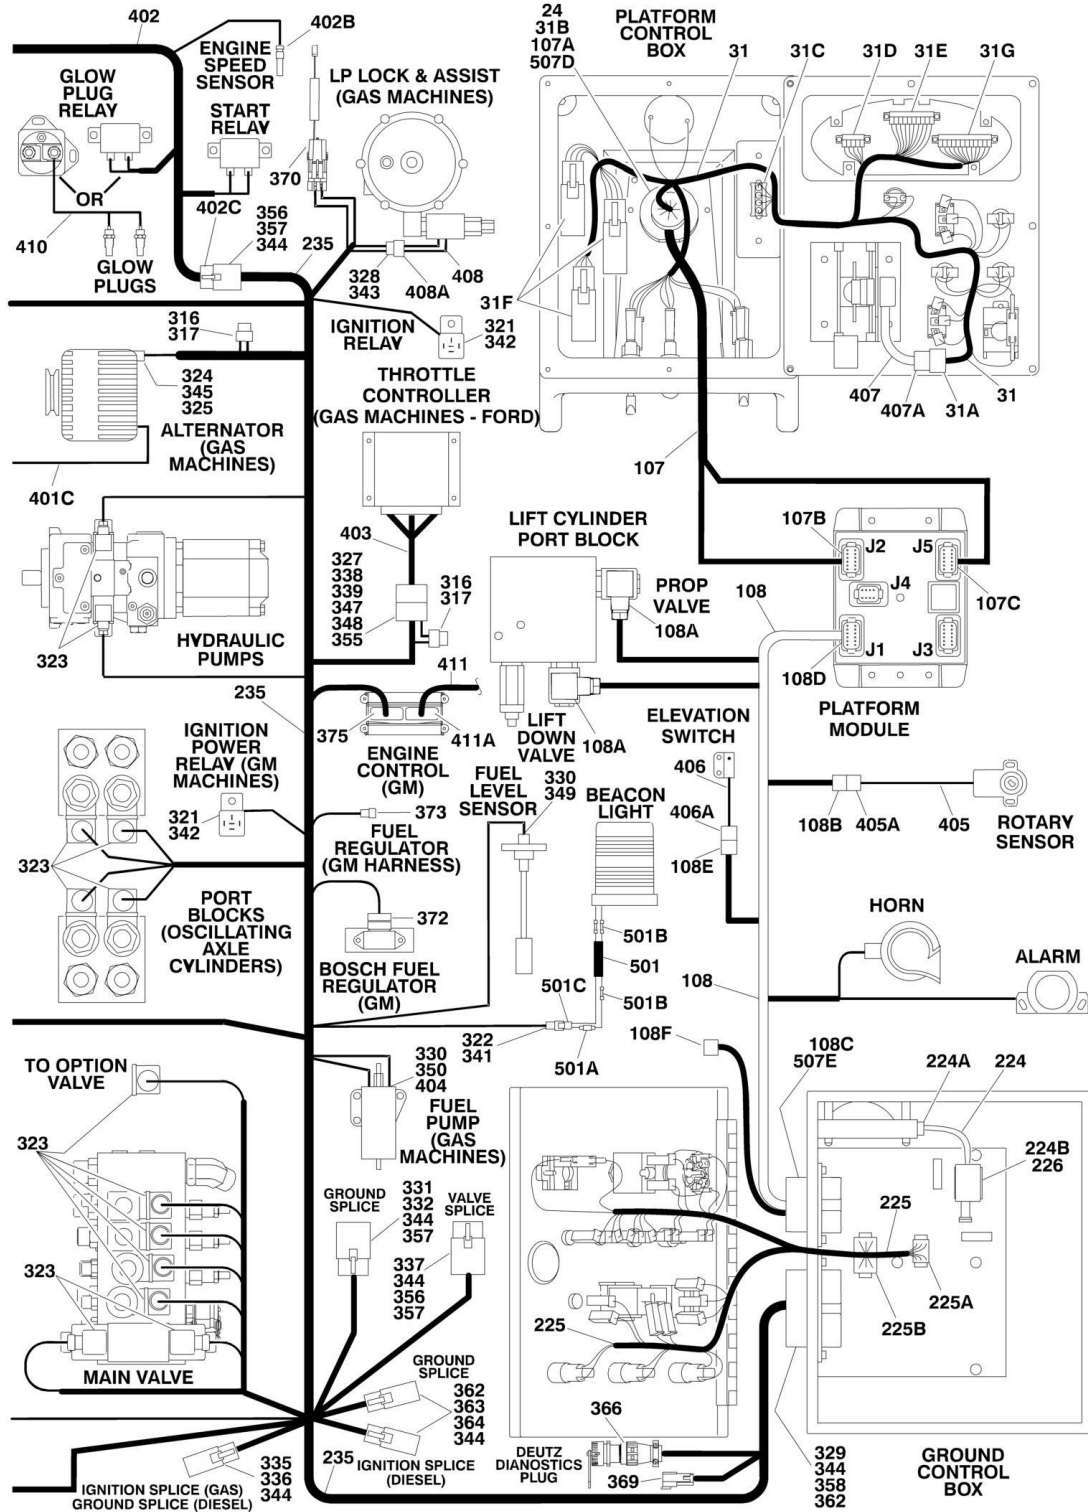 402
402B
ENGINE
SPEED
SENSOR
GLOW
PLUG
RELAY
START
RELAY
LP LOCK & ASSIST
(GAS MACHINES)
370
OR
402C
410
GLOW
PLUGS
356
357
344
235
328
343
408A
408
24
31B
107A
507D
PLATFORM
CONTROL
BOX
31
31C
31D
31E
31G
31F
407
407A
31A
31
107
316
317
IGNITION
RELAY
321
342
324
345
325
ALTERNATOR
(GAS
MACHINES)
401C
THROTTLE
CONTROLLER
(GAS MACHINES - FORD)
403
327
338
339
347
348
355
316
317
323
HYDRAULIC
PUMPS
LIFT CYLINDER
PORT BLOCK
PROP
VALVE
108A
LIFT
DOWN
VALVE
108A
107B
J2
J5
J4
107C
108
J1
J3
108D
PLATFORM
MODULE
235
375
411
411A
ENGINE
CONTROL
(GM)
IGNITION
POWER
RELAY (GM
MACHINES)
321
342
323
PORT
BLOCKS
(OSCILLATING
AXLE
CYLINDERS)
373
FUEL
REGULATOR
(GM HARNESS)
372
BOSCH FUEL
REGULATOR
(GM)
FUEL
LEVEL
SENSOR
330
349
BEACON
LIGHT
ELEVATION
SWITCH
406
406A
108E
108B
405A
405
ROTARY
SENSOR
501B
501
501C
501B
322
341
501A
HORN
ALARM
108
108F
TO OPTION
VALVE
323
323
MAIN VALVE
330
350
404
FUEL
PUMP
(GAS
MACHINES)
108C
507E
224A
224
224B
226
225
225A
225B
225
GROUND
SPLICE
331
332
344
357
VALVE
SPLICE
337
344
356
357
GROUND
SPLICE
362
363
364
344
IGNITION SPLICE
(DIESEL)
335
336
344
IGNITION SPLICE (GAS)
GROUND SPLICE (DIESEL)
235
366
DEUTZ
DIANOSTICS
PLUG
369
329
344
358
362
GROUND
CONTROL
BOX